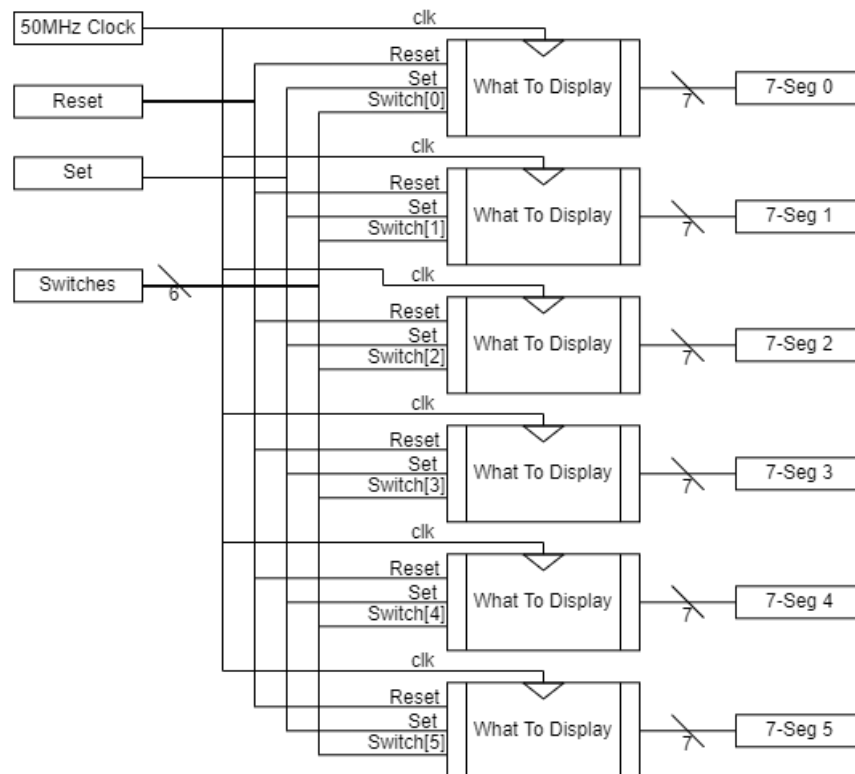 50MHz Clock
clk
Reset
Set
Switch[0]
What To Display
7
7-Seg 0
Reset
Set
Switches
6
clk
Reset
Set
Switch[1]
What To Display
7
7-Seg 1
clk
Reset
Set
Switch[2]
What To Display
7
7-Seg 2
clk
Reset
Set
Switch[3]
What To Display
7
7-Seg 3
clk
Reset
Set
Switch[4]
What To Display
7
7-Seg 4
clk
Reset
Set
Switch[5]
What To Display
7
7-Seg 5